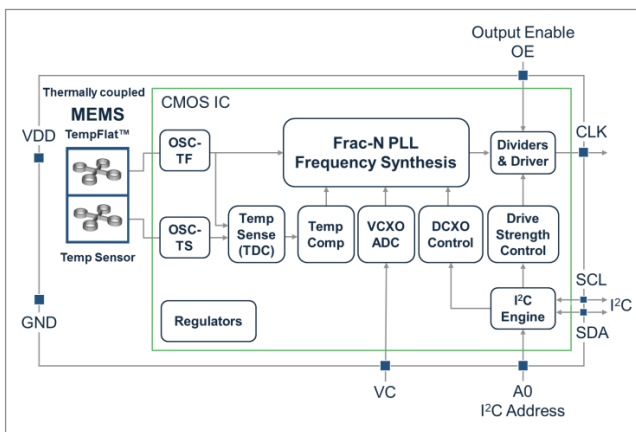 Output Enable
OE
Thermally coupled
MEMS
TempFlat™
CMOS IC
VDD
CLK
OSC-
TF
Frac-N PLL
Frequency Synthesis
Dividers
& Driver
OSC-
TS
Temp
Sense
(TDC)
Temp
Comp
VCXO
ADC
DCXO
Control
Drive
Strength
Control
Temp Sensor
SCL
I²C
SDA
I²C
Engine
GND
Regulators
VC
A0
I²C Address